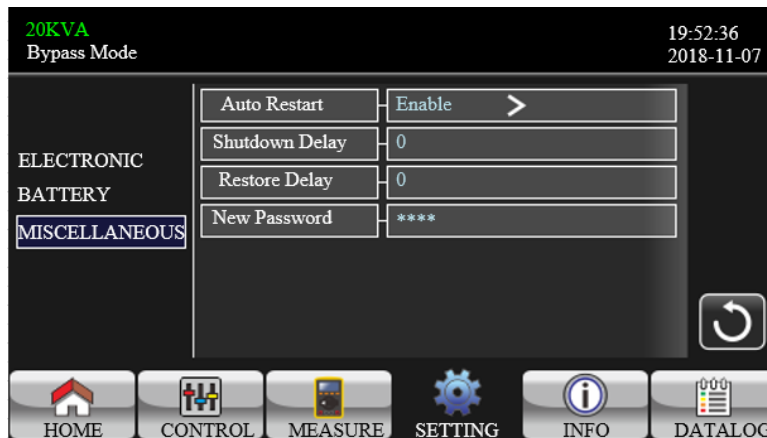 20KVA
Bypass Mode
19:52:36
2018-11-07
ELECTRONIC
BATTERY
MISCELLANEOUS
Auto Restart Enable >
Shutdown Delay 0
Restore Delay 0
New Password ****
HOME CONTROL MEASURE SETTING INFO DATALOG